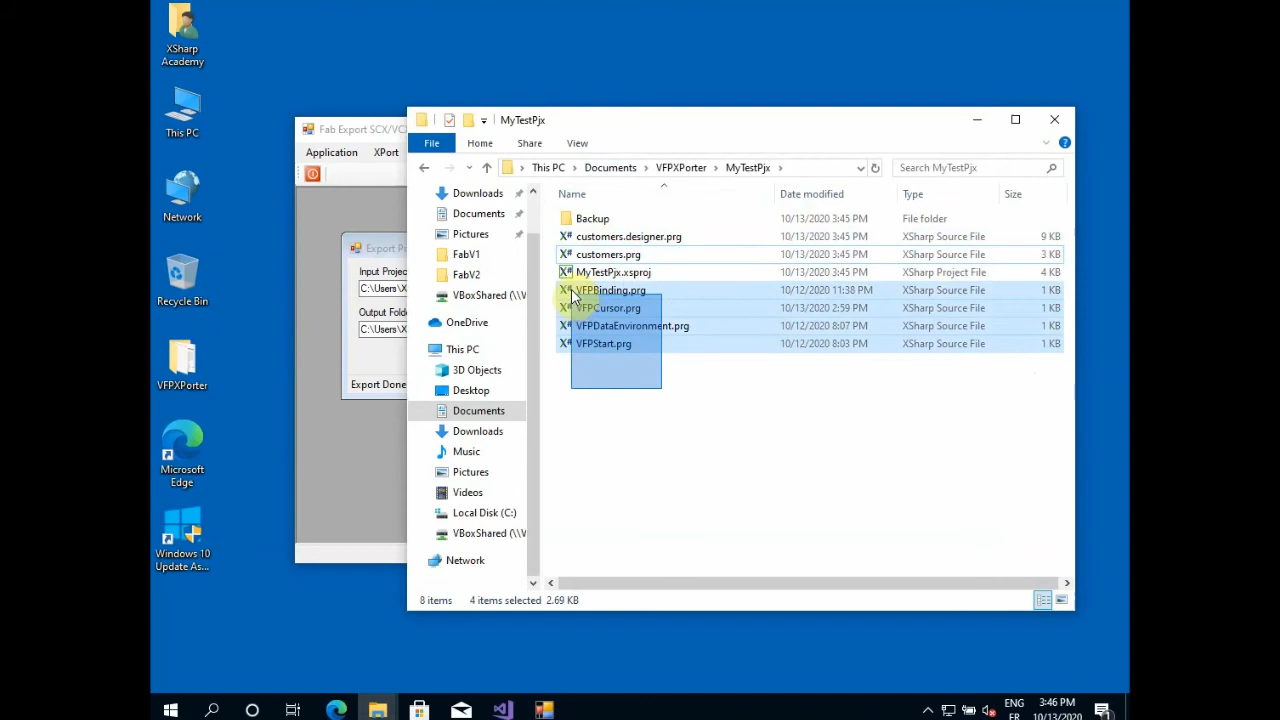 XSharp
Academy
This PC
Network
Recycle Bin
VFPXPorter
Microsoft
Edge
Windows 10
Update As...
Fab Export SCX/VC
Application XPort
Export Pr
Input Projec
C:\Users\X
Output Folde
C:\Users\X
Export Done
MyTestPjx
File Home Share View
This PC > Documents > VFPXPorter > MyTestPjx >
Search MyTestPjx
Downloads
Documents
Pictures
FabV1
FabV2
VBoxShared (\\V
OneDrive
This PC
3D Objects
Desktop
Documents
Downloads
Music
Pictures
Videos
Local Disk (C:)
VBoxShared (\\V
Network
Name Date modified Type Size
Backup 10/13/2020 3:45 PM File folder
customers.designer.prg 10/13/2020 3:45 PM XSharp Source File 9 KB
customers.prg 10/13/2020 3:45 PM XSharp Source File 3 KB
MyTestPjx.xsproj 10/13/2020 3:45 PM XSharp Project File 4 KB
VFPBinding.prg 10/12/2020 11:38 PM XSharp Source File 1 KB
VFPCursor.prg 10/13/2020 2:59 PM XSharp Source File 1 KB
VFPDataEnvironment.prg 10/12/2020 8:07 PM XSharp Source File 1 KB
VFPStart.prg 10/12/2020 8:03 PM XSharp Source File 1 KB
8 items 4 items selected 2.69 KB
ENG
FR
3:46 PM
10/13/2020
1